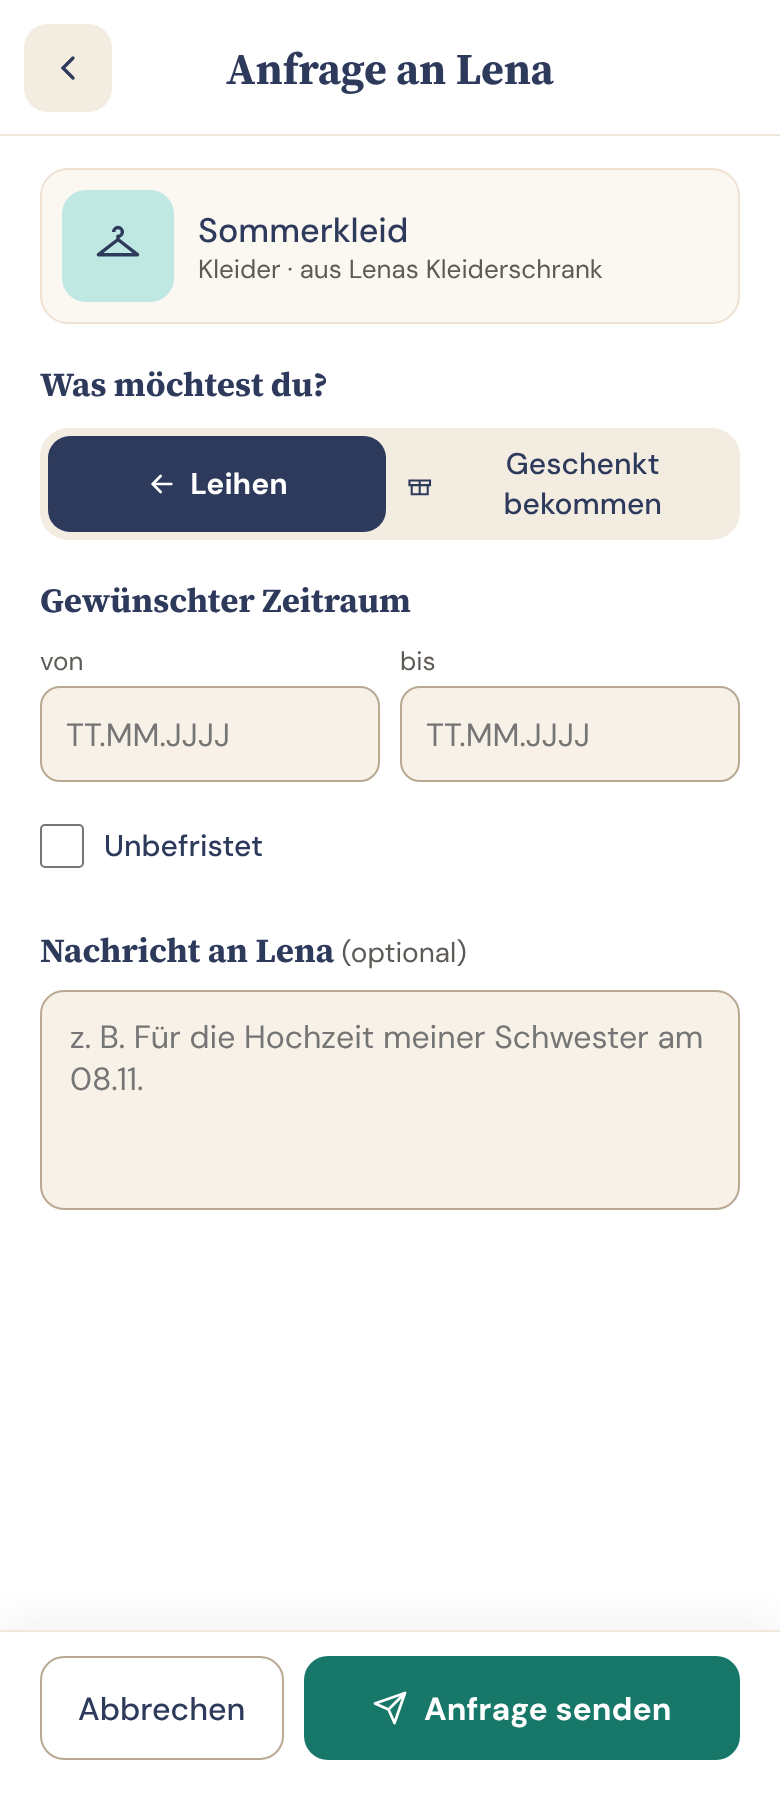 Anfrage an Lena
Sommerkleid
Kleider · aus Lenas Kleiderschrank
Was möchtest du?
Leihen
Geschenkt
bekommen
Gewünschter Zeitraum
von
bis
TT.MM.JJJJ
TT.MM.JJJJ
Unbefristet
Nachricht an Lena (optional)
z. B. Für die Hochzeit meiner Schwester am
08.11.
Abbrechen
Anfrage senden